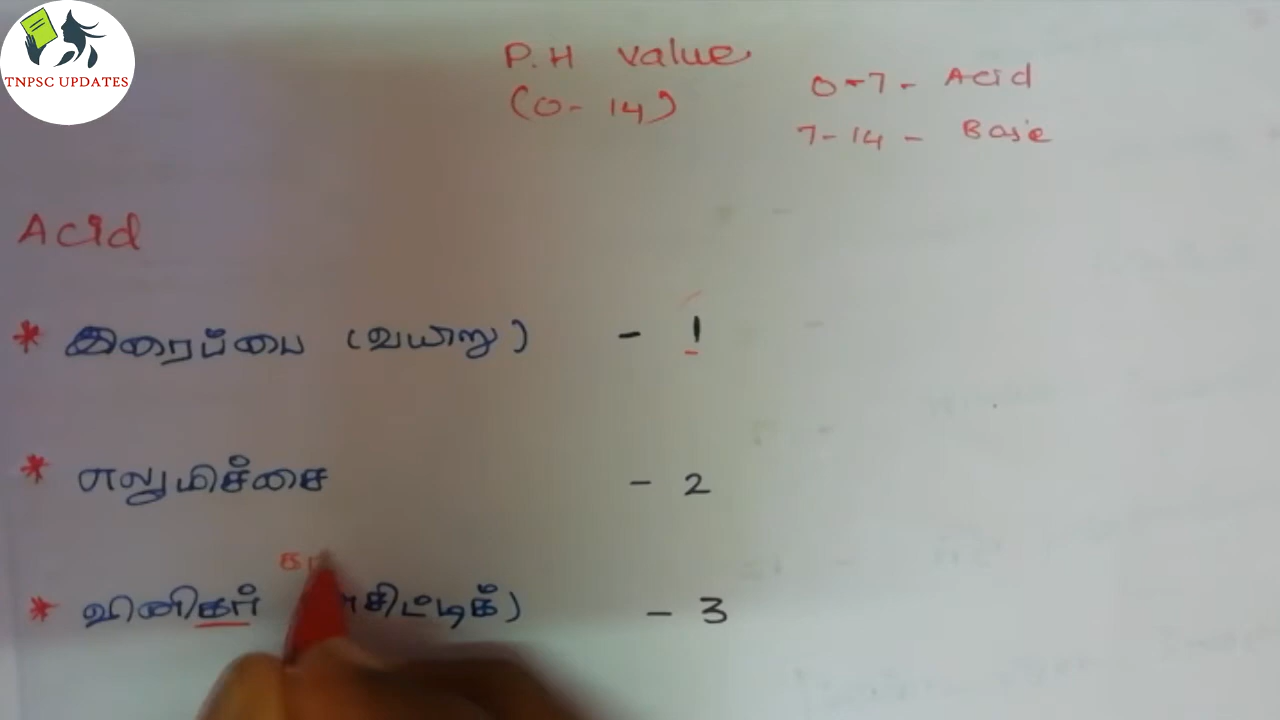 TNPSC UPDATES
P.H value
(0-14)
0-7- Acid
7-14- Base
Acid
* இரைப்பை (வயிறு) - 1
* எலுமிச்சை - 2
* வினிகர் அசிட்டிக்) - 3